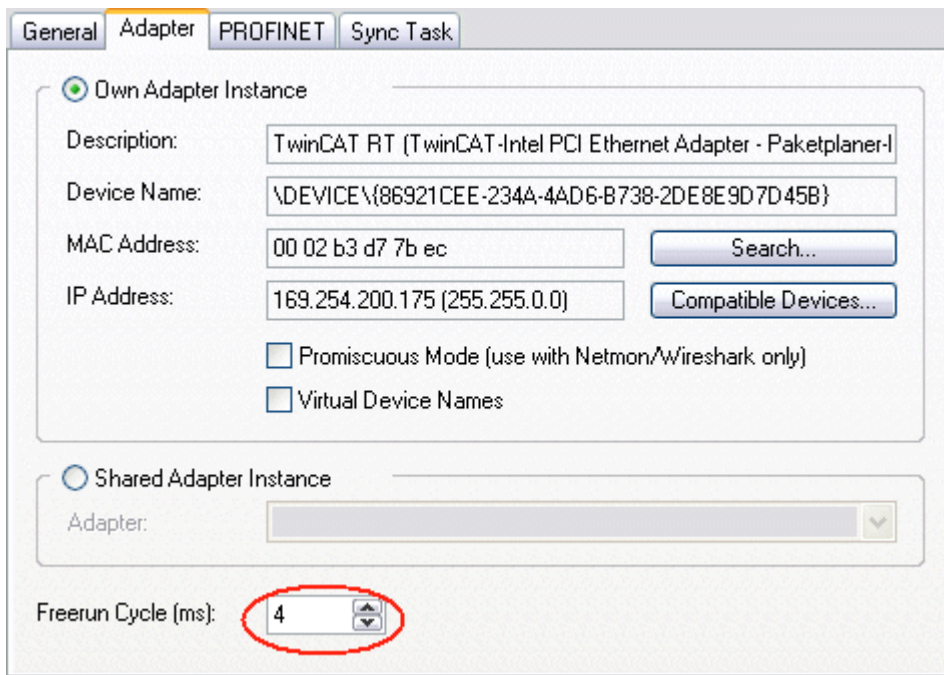 General Adapter PROFINET Sync Task
Own Adapter Instance
Description: TwinCAT RT (TwinCAT-Intel PCI Ethernet Adapter - Paketplaner-I
Device Name: \DEVICE\{86921CEE-234A-4AD6-B738-2DE8E9D7D45B}
MAC Address: 00 02 b3 d7 7b ec Search...
IP Address: 169.254.200.175 (255.255.0.0) Compatible Devices...
Promiscuous Mode (use with Netmon/Wireshark only)
Virtual Device Names
Shared Adapter Instance
Adapter:
Freerun Cycle (ms): 4